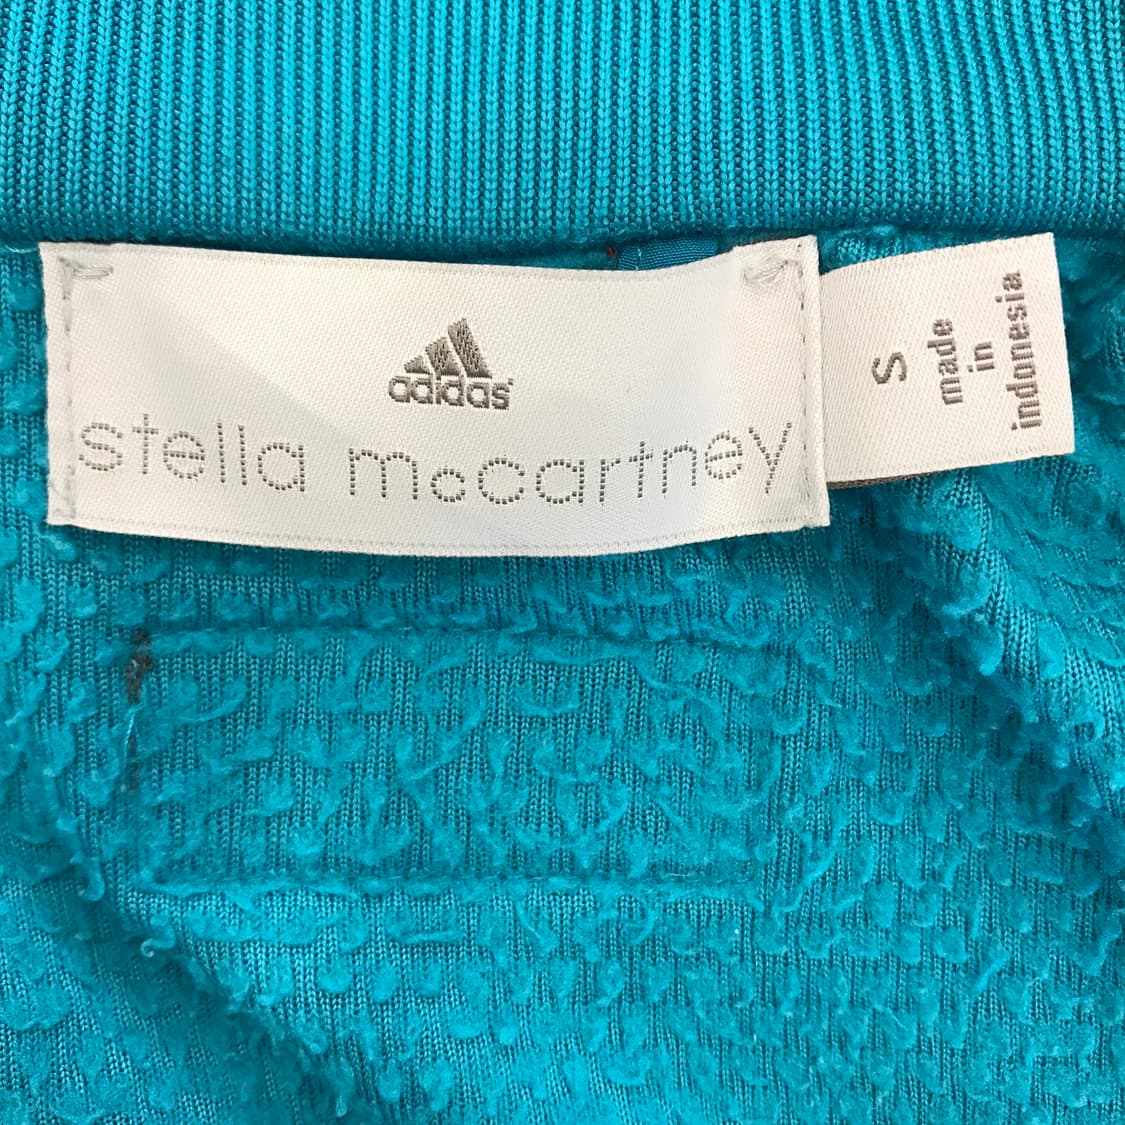 adidas
stella mccartney
S
made
in
indonesia